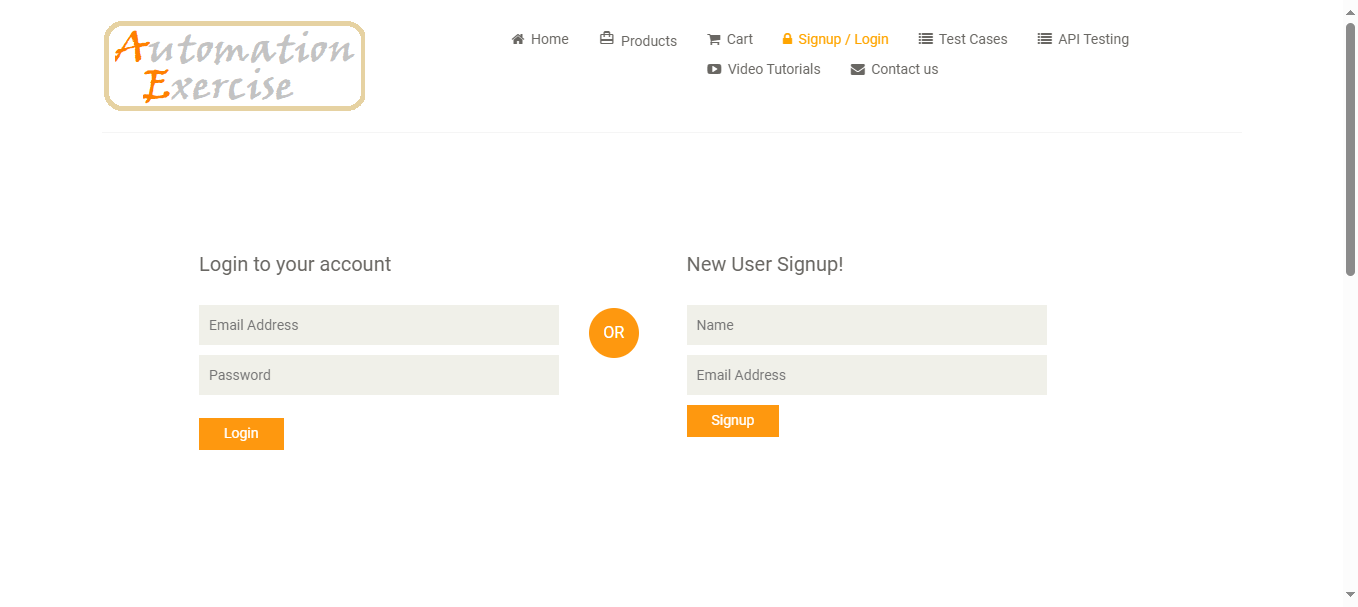 Automation
Exercise
Home
Products
Cart
Signup / Login
Test Cases
API Testing
Video Tutorials
Contact us
Login to your account
Email Address
Password
Login
OR
New User Signup!
Name
Email Address
Signup